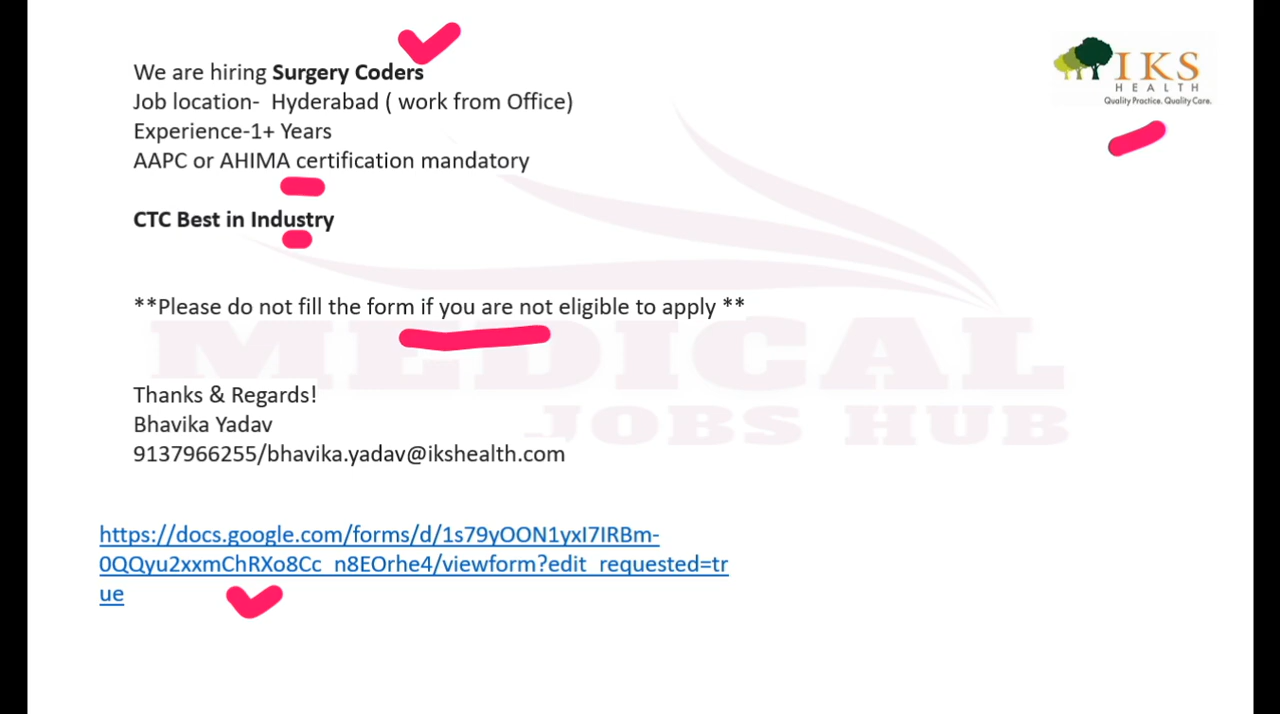 We are hiring Surgery Coders
Job location-  Hyderabad ( work from Office)
Experience-1+ Years
AAPC or AHIMA certification mandatory
CTC Best in Industry
**Please do not fill the form if you are not eligible to apply **
Thanks & Regards!
Bhavika Yadav
9137966255/bhavika.yadav@ikshealth.com
https://docs.google.com/forms/d/1s79yOON1yxI7IRBm-
0QQyu2xxmChRXo8Cc_n8EOrhe4/viewform?edit_requested=tr
ue
IKS
HEALTH
Quality Practice. Quality Care.
MEDICAL
JOBS HUB